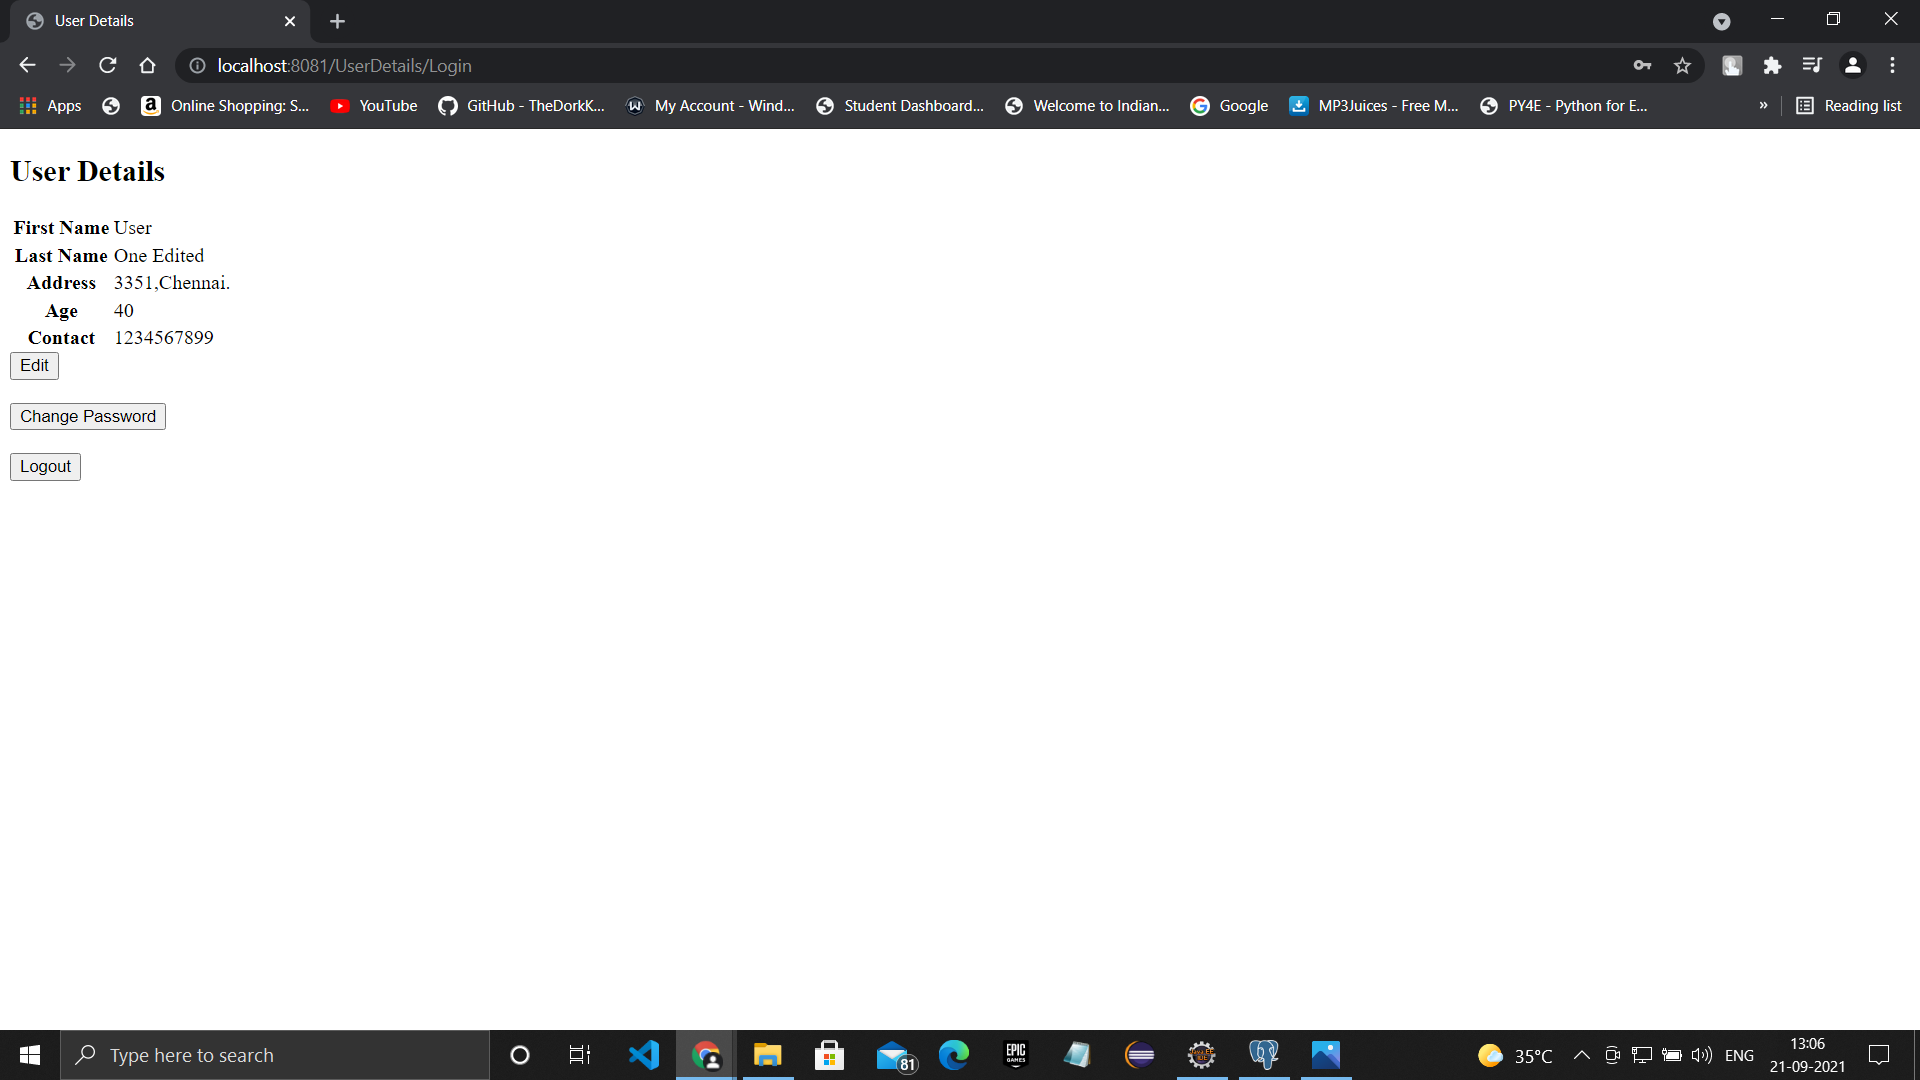 User Details
localhost:8081/UserDetails/Login
Apps Online Shopping: S... YouTube GitHub - TheDorkK... My Account - Wind... Student Dashboard... Welcome to Indian... Google MP3Juices - Free M... PY4E - Python for E... » Reading list
User Details
First Name User
Last Name One Edited
Address 3351,Chennai.
Age 40
Contact 1234567899
Edit
Change Password
Logout
Type here to search
EPIC
GAMES
81
35°C
ENG
13:06
21-09-2021